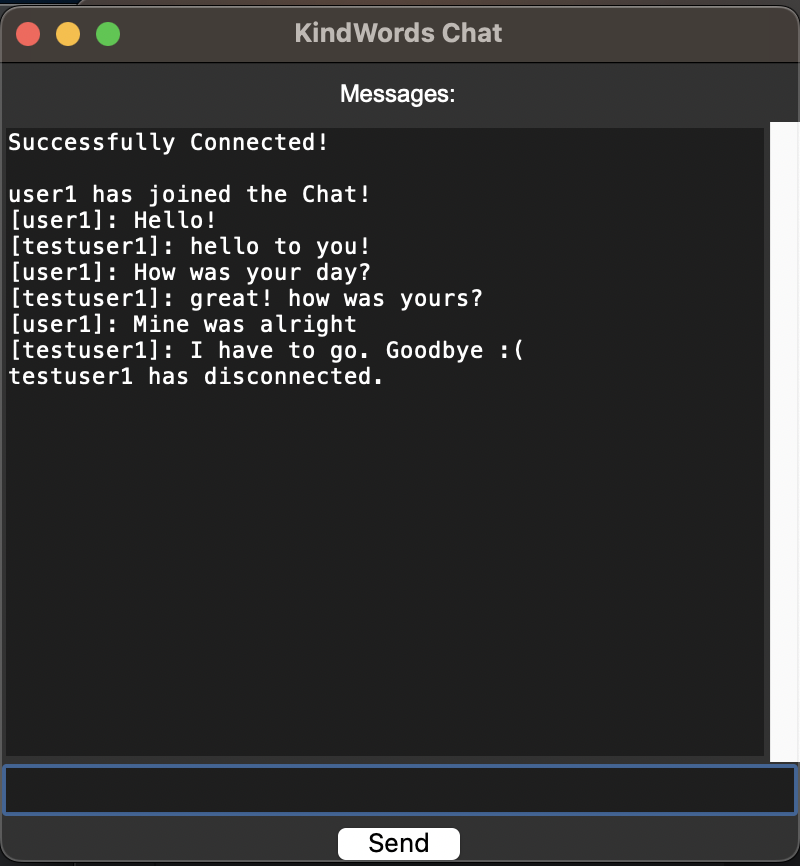 KindWords Chat
Messages:
Successfully Connected!
user1 has joined the Chat!
[user1]: Hello!
[testuser1]: hello to you!
[user1]: How was your day?
[testuser1]: great! how was yours?
[user1]: Mine was alright
[testuser1]: I have to go. Goodbye :(
testuser1 has disconnected.
Send